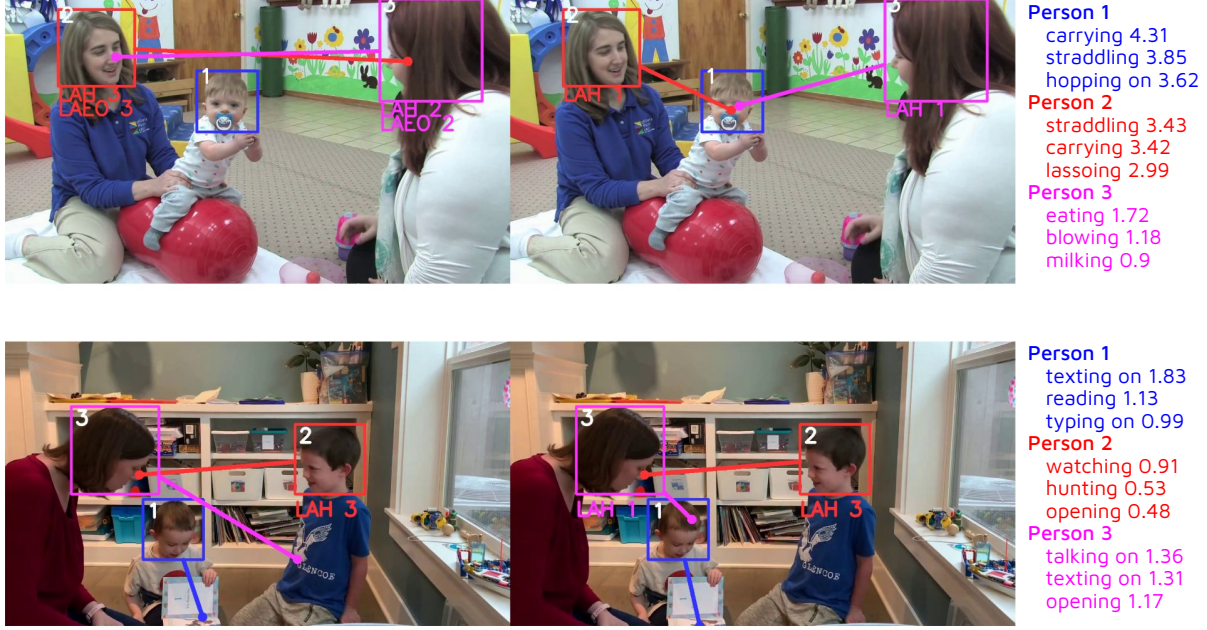 2
3
1
LAH 3
LAEO 3
LAH 2
LAEO 2
2
3
1
LAH 1
LAH 1
Person 1
carrying 4.31
straddling 3.85
hopping on 3.62
Person 2
straddling 3.43
carrying 3.42
lassoing 2.99
Person 3
eating 1.72
blowing 1.18
milking 0.9
3
2
1
LAH 3
GLENCOE
3
2
1
LAH 1
LAH 3
GLENCOE
Person 1
texting on 1.83
reading 1.13
typing on 0.99
Person 2
watching 0.91
hunting 0.53
opening 0.48
Person 3
talking on 1.36
texting on 1.31
opening 1.17